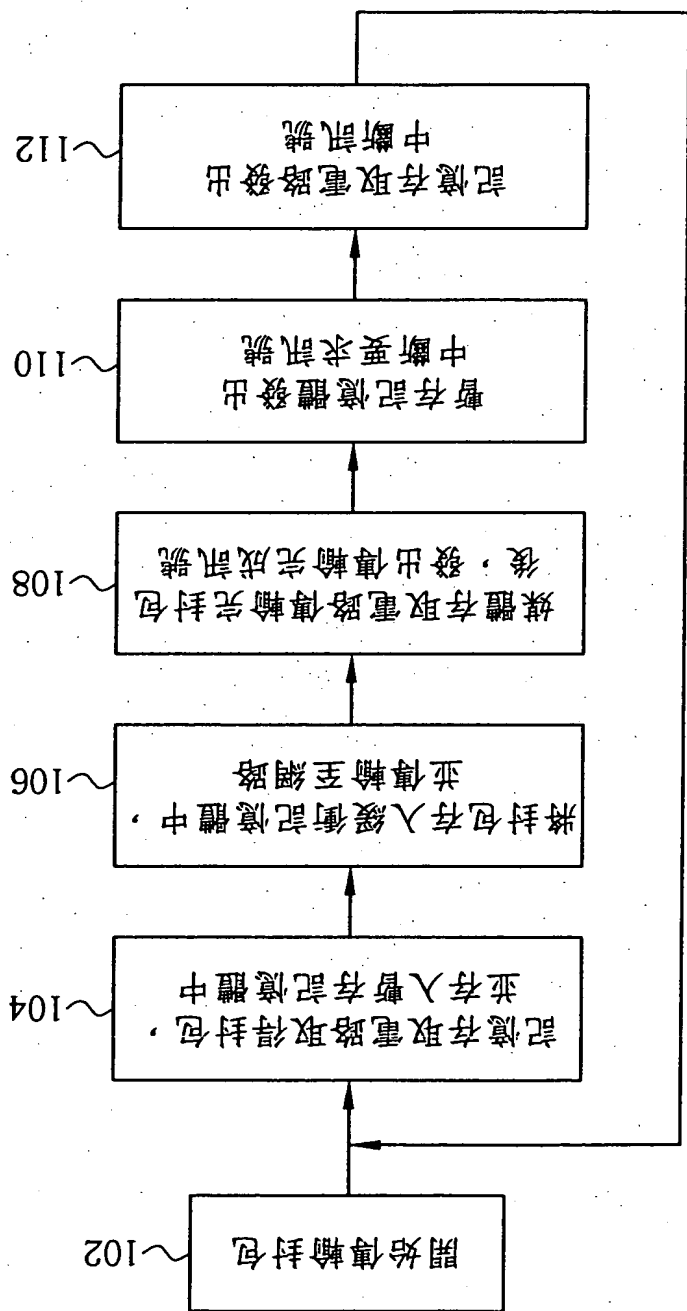 開始傳輸封包
102
記憶存取電路取得封包，
並存入暫存記憶體中
104
將封包存入緩衝記憶體中，
並傳輸至網路
106
媒體存取電路傳輸完封包
後，發出傳輸完成訊號
108
暫存記憶體發出
中斷要求訊號
110
記憶存取電路發出
中斷訊號
112